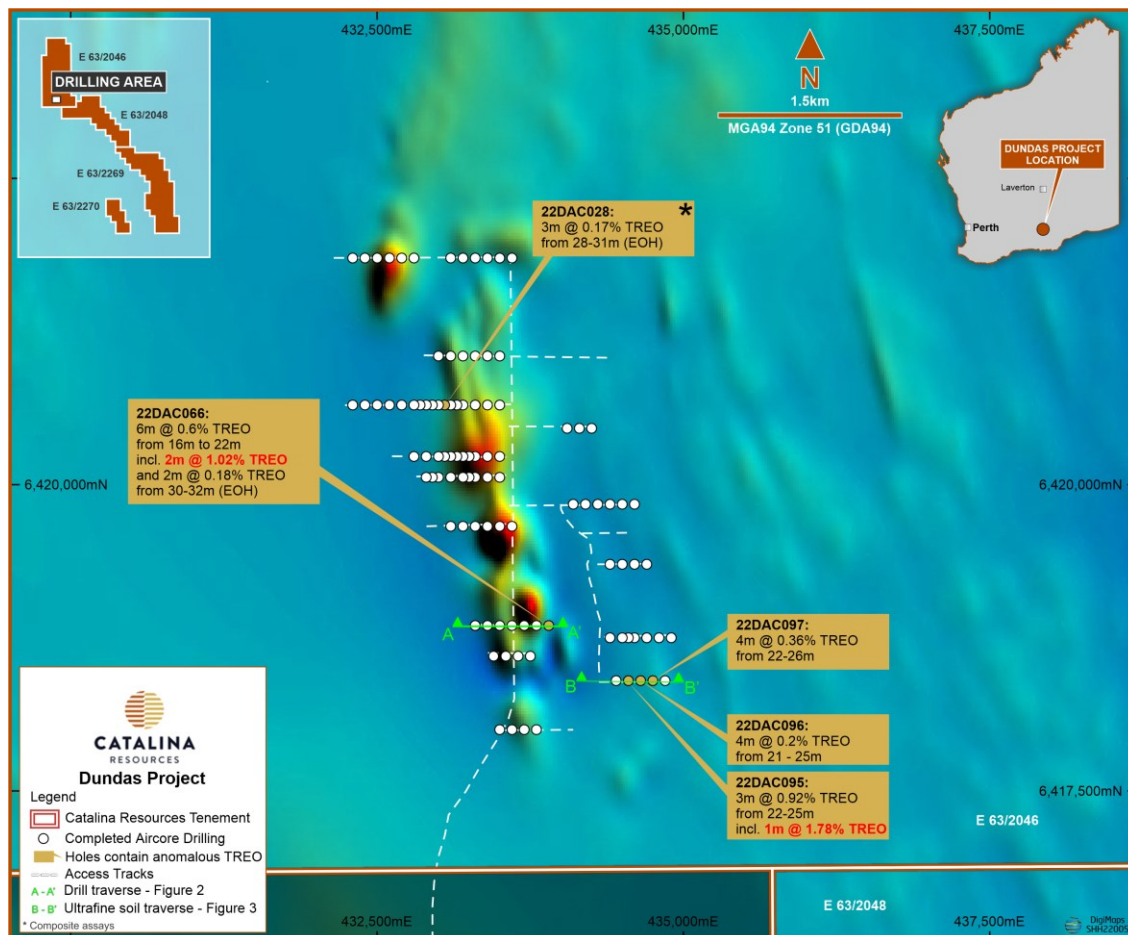 432,500mE
435,000mE
437,500mE
E 63/2046
DRILLING AREA
E 63/2048
E 63/2269
E 63/2270
N
1.5km
MGA94 Zone 51 (GDA94)
DUNDAS PROJECT
LOCATION
Laverton
Perth
22DAC028:
*
3m @ 0.17% TREO
from 28-31m (EOH)
22DAC066:
6m @ 0.6% TREO
from 16m to 22m
incl. 2m @ 1.02% TREO
and 2m @ 0.18% TREO
from 30-32m (EOH)
6,420,000mN
6,420,000mN
A
A'
B
B'
22DAC097:
4m @ 0.36% TREO
from 22-26m
22DAC096:
4m @ 0.2% TREO
from 21 - 25m
22DAC095:
3m @ 0.92% TREO
from 22-25m
incl. 1m @ 1.78% TREO
6,417,500mN
E 63/2046
CATALINA
RESOURCES
Dundas Project
Legend
Catalina Resources Tenement
Completed Aircore Drilling
Holes contain anomalous TREO
Access Tracks
A - A' Drill traverse - Figure 2
B - B' Ultrafine soil traverse - Figure 3
* Composite assays
E 63/2048
432,500mE
435,000mE
437,500mE
DigiMaps
SHH22005